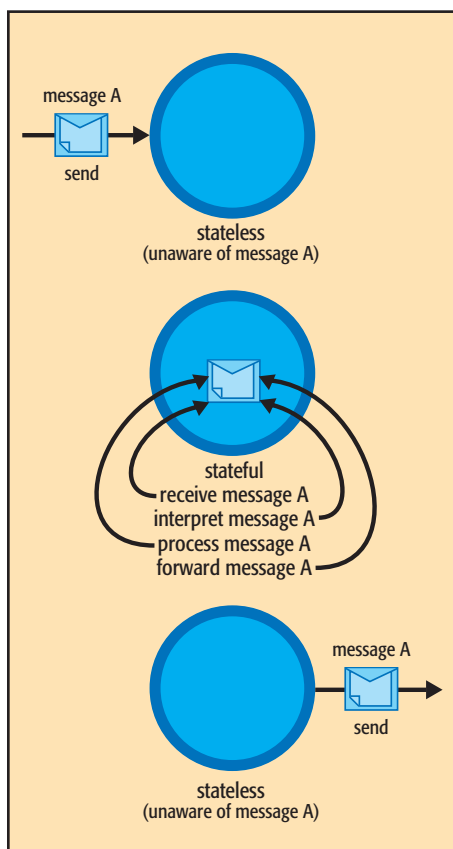 message A
send
stateless
(unaware of message A)
stateful
receive message A
interpret message A
process message A
forward message A
message A
send
stateless
(unaware of message A)